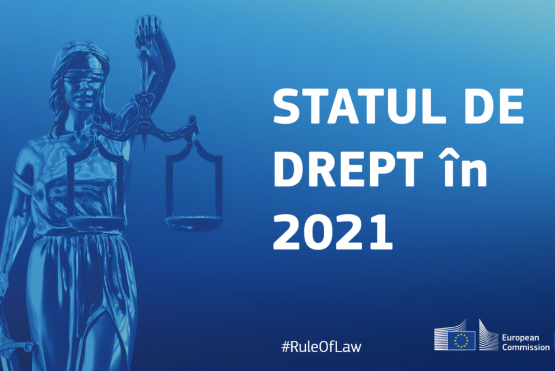 STATUL DE
DREPT în
2021
#RuleOfLaw
European
Commission